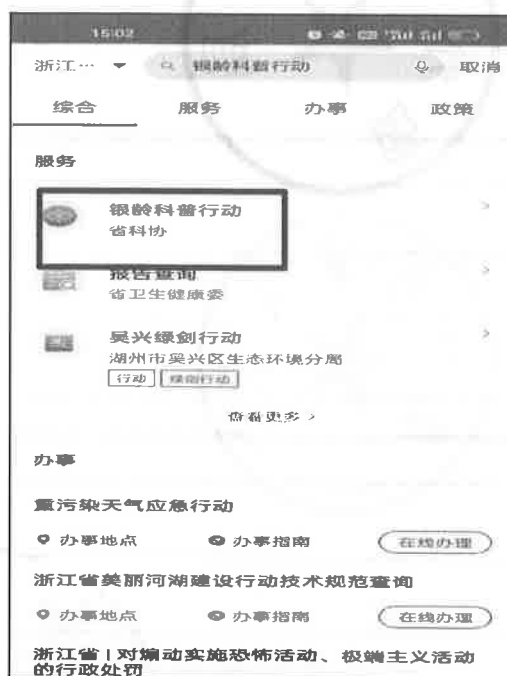 15:02
浙江… 银龄科普行动 取消
综合 服务 办事 政策
服务
银龄科普行动
省科协
报告查询
省卫生健康委
吴兴绿剑行动
湖州市吴兴区生态环境分局
行动 绿剑行动
查看更多 >
办事
重污染天气应急行动
办事地点 办事指南 在线办理
浙江省美丽河湖建设行动技术规范查询
办事地点 办事指南 在线办理
浙江省 | 对煽动实施恐怖活动、极端主义活动
的行政处罚